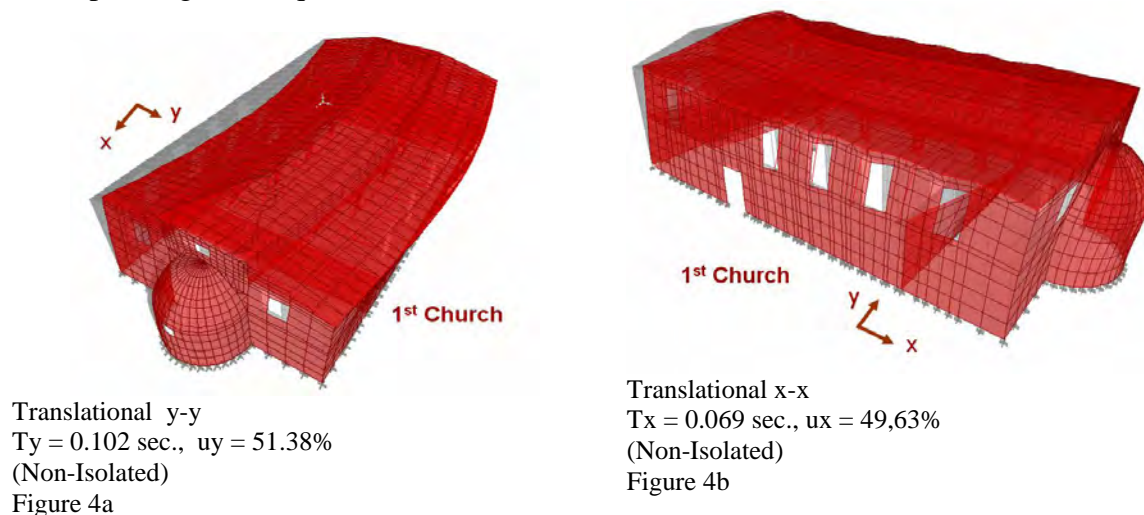 y
x
1st Church
Translational y-y
Ty = 0.102 sec., uy = 51.38%
(Non-Isolated)
Figure 4a
1st Church
y
x
Translational x-x
Tx = 0.069 sec., ux = 49,63%
(Non-Isolated)
Figure 4b